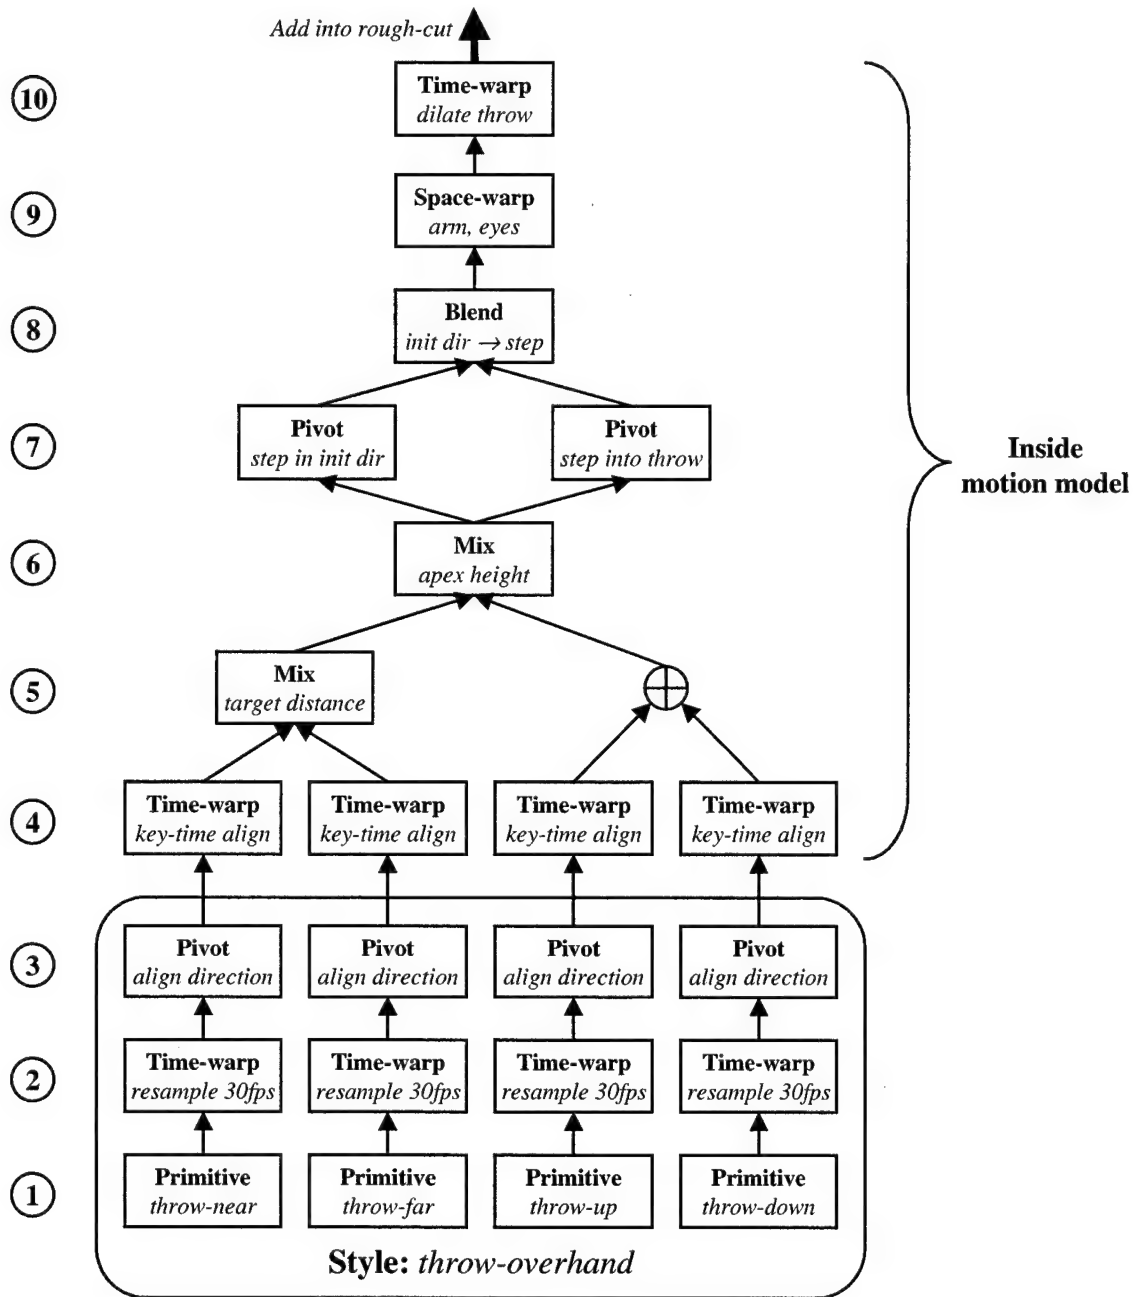 Add into rough-cut
10
Time-warp
dilate throw
9
Space-warp
arm, eyes
8
Blend
init dir → step
7
Pivot
step in init dir
Pivot
step into throw
Inside
motion model
6
Mix
apex height
5
Mix
target distance
4
Time-warp
key-time align
Time-warp
key-time align
Time-warp
key-time align
Time-warp
key-time align
3
Pivot
align direction
Pivot
align direction
Pivot
align direction
Pivot
align direction
2
Time-warp
resample 30fps
Time-warp
resample 30fps
Time-warp
resample 30fps
Time-warp
resample 30fps
1
Primitive
throw-near
Primitive
throw-far
Primitive
throw-up
Primitive
throw-down
Style: throw-overhand